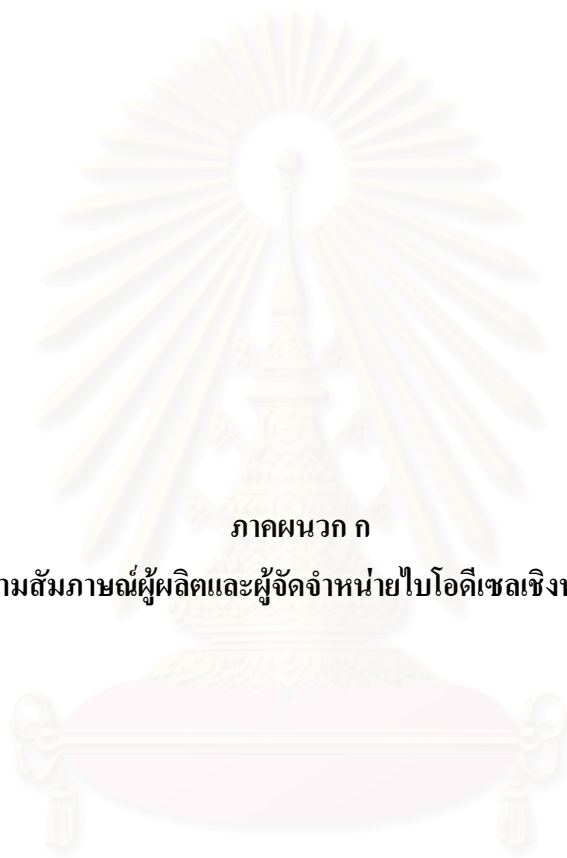 ภาคผนวก ก
ามสัมภาษณ์ผู้ผลิตและผู้จัดจำหน่ายไบโอดีเซลเชิง